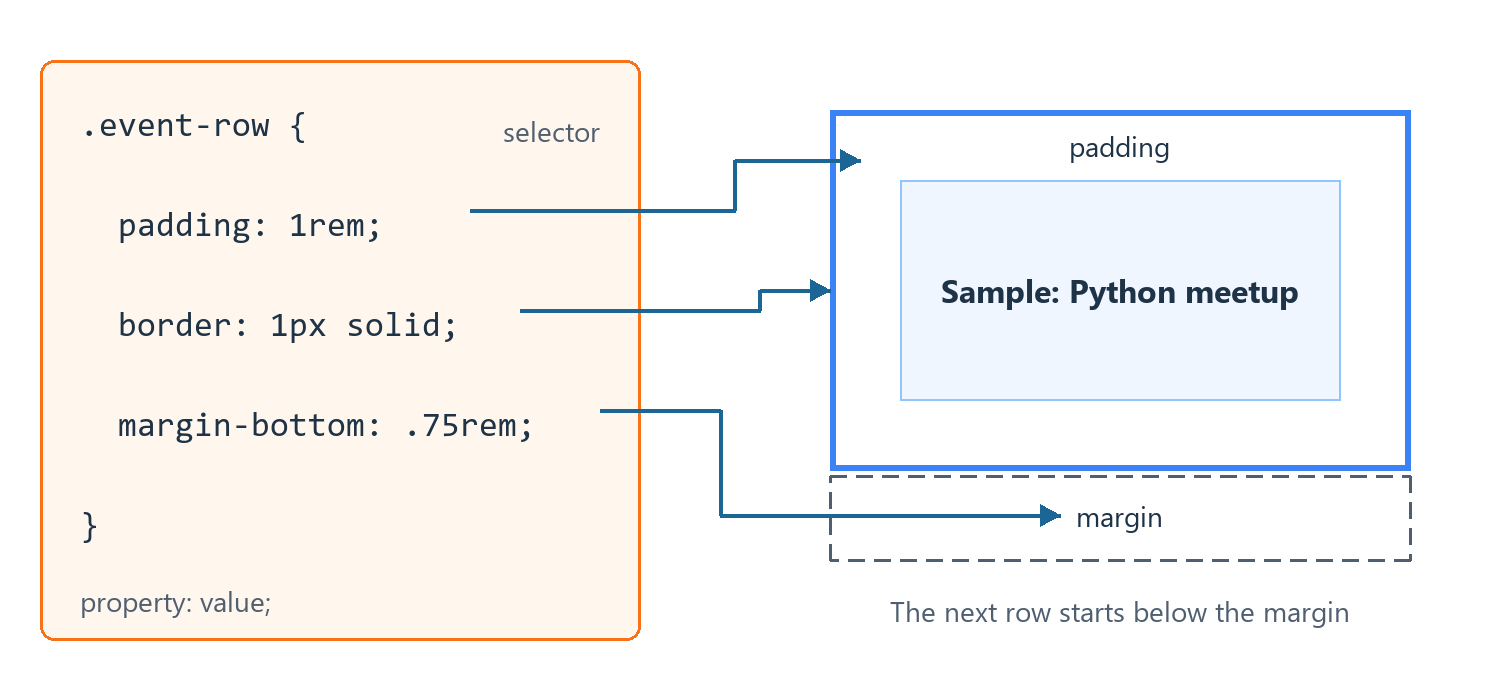 .event-row {
selector
padding: 1rem;
border: 1px solid;
margin-bottom: .75rem;
}
property: value;
padding
Sample: Python meetup
margin
The next row starts below the margin